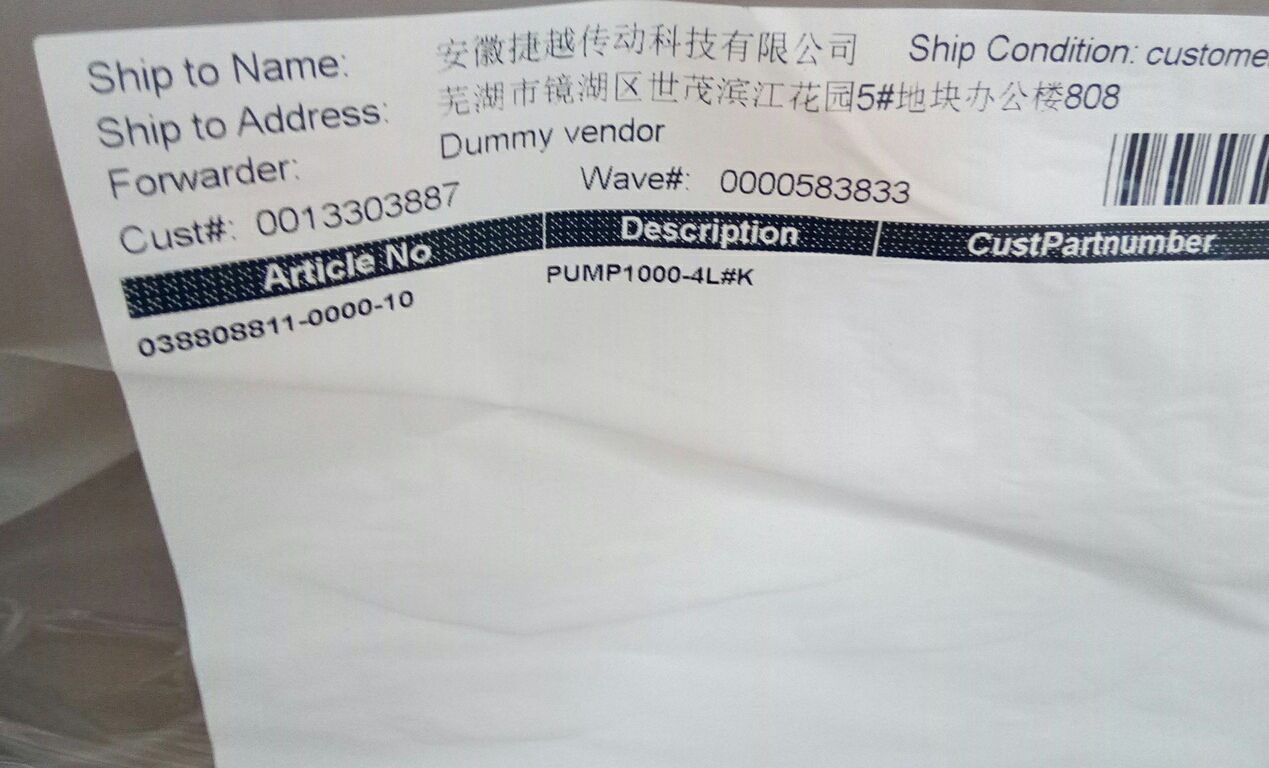 Ship to Name: 安徽捷越传动科技有限公司 Ship Condition: custome
Ship to Address: 芜湖市镜湖区世茂滨江花园5#地块办公楼808
Forwarder: Dummy vendor
Cust#: 0013303887 Wave#: 0000583833
Article No Description CustPartnumber
038808811-0000-10 PUMP1000-4L#K